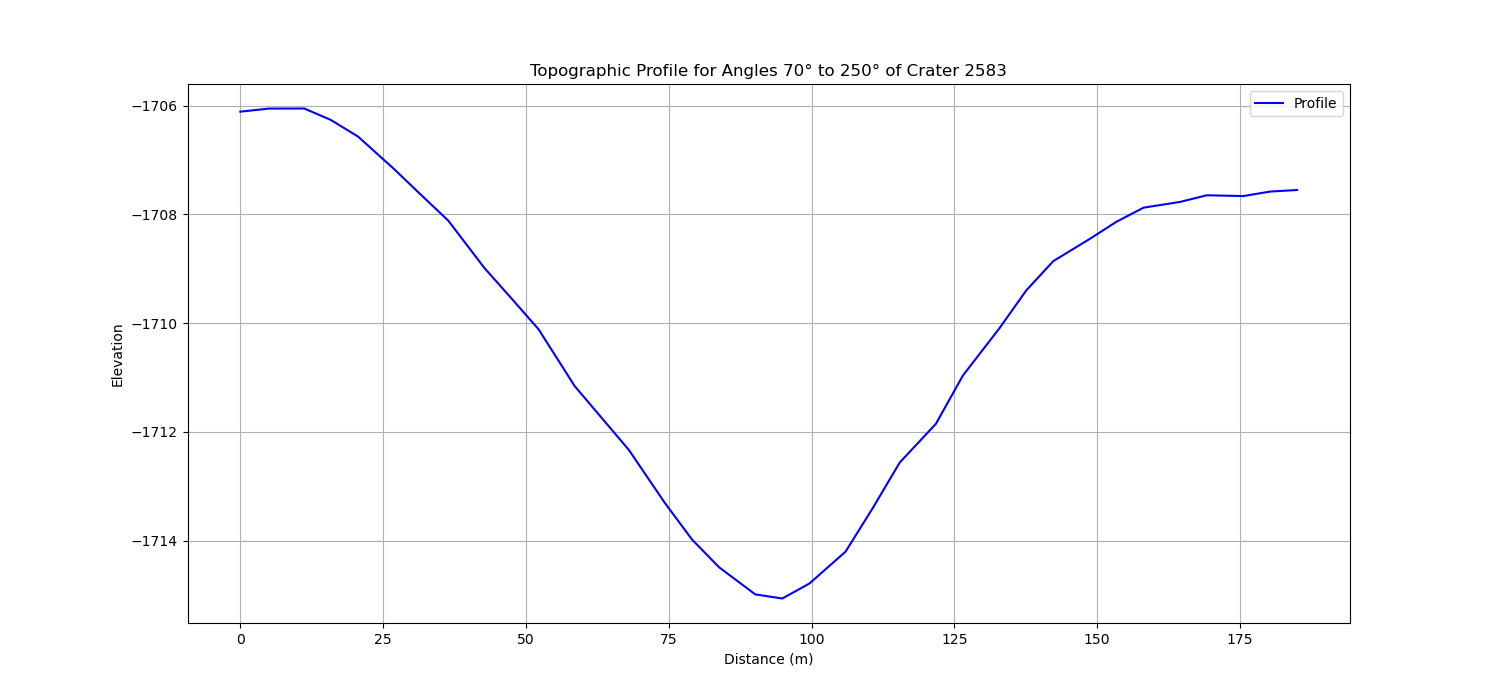 Topographic Profile for Angles 70° to 250° of Crater 2583
Profile
Elevation
−1706
−1708
−1710
−1712
−1714
0 25 50 75 100 125 150 175
Distance (m)